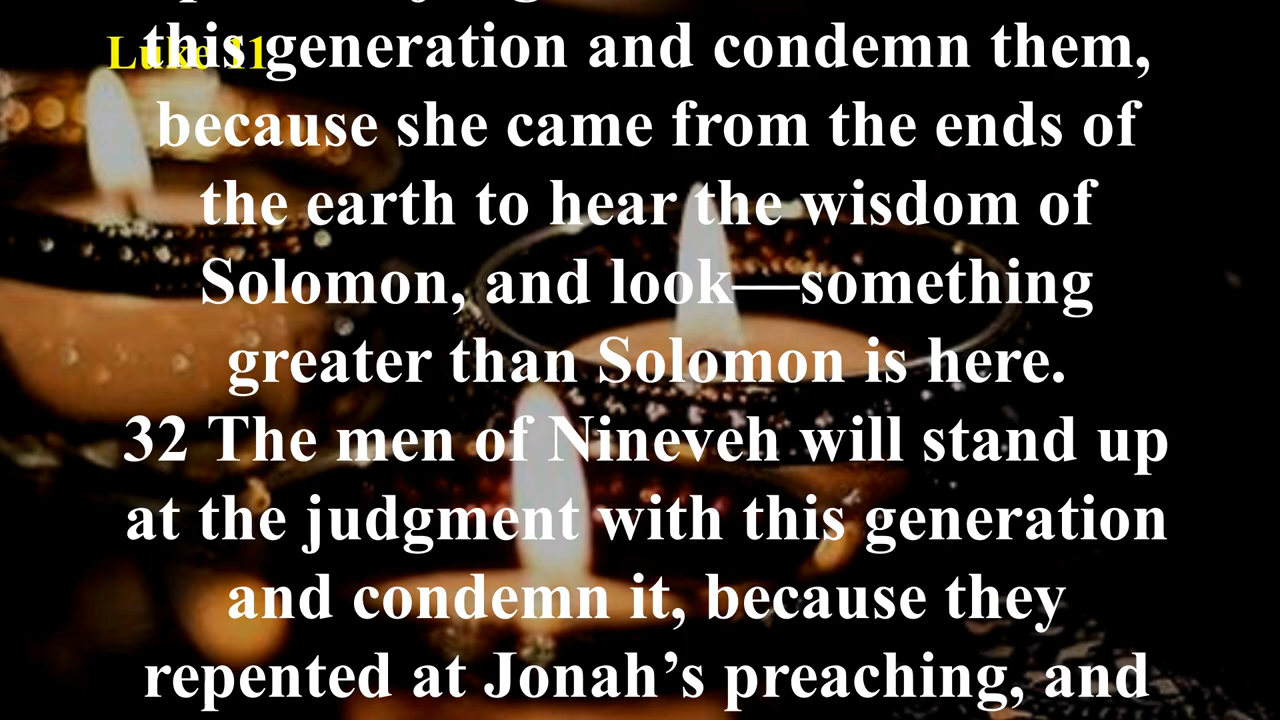 Luke 11
this generation and condemn them,
because she came from the ends of
the earth to hear the wisdom of
Solomon, and look—something
greater than Solomon is here.
32 The men of Nineveh will stand up
at the judgment with this generation
and condemn it, because they
repented at Jonah’s preaching, and